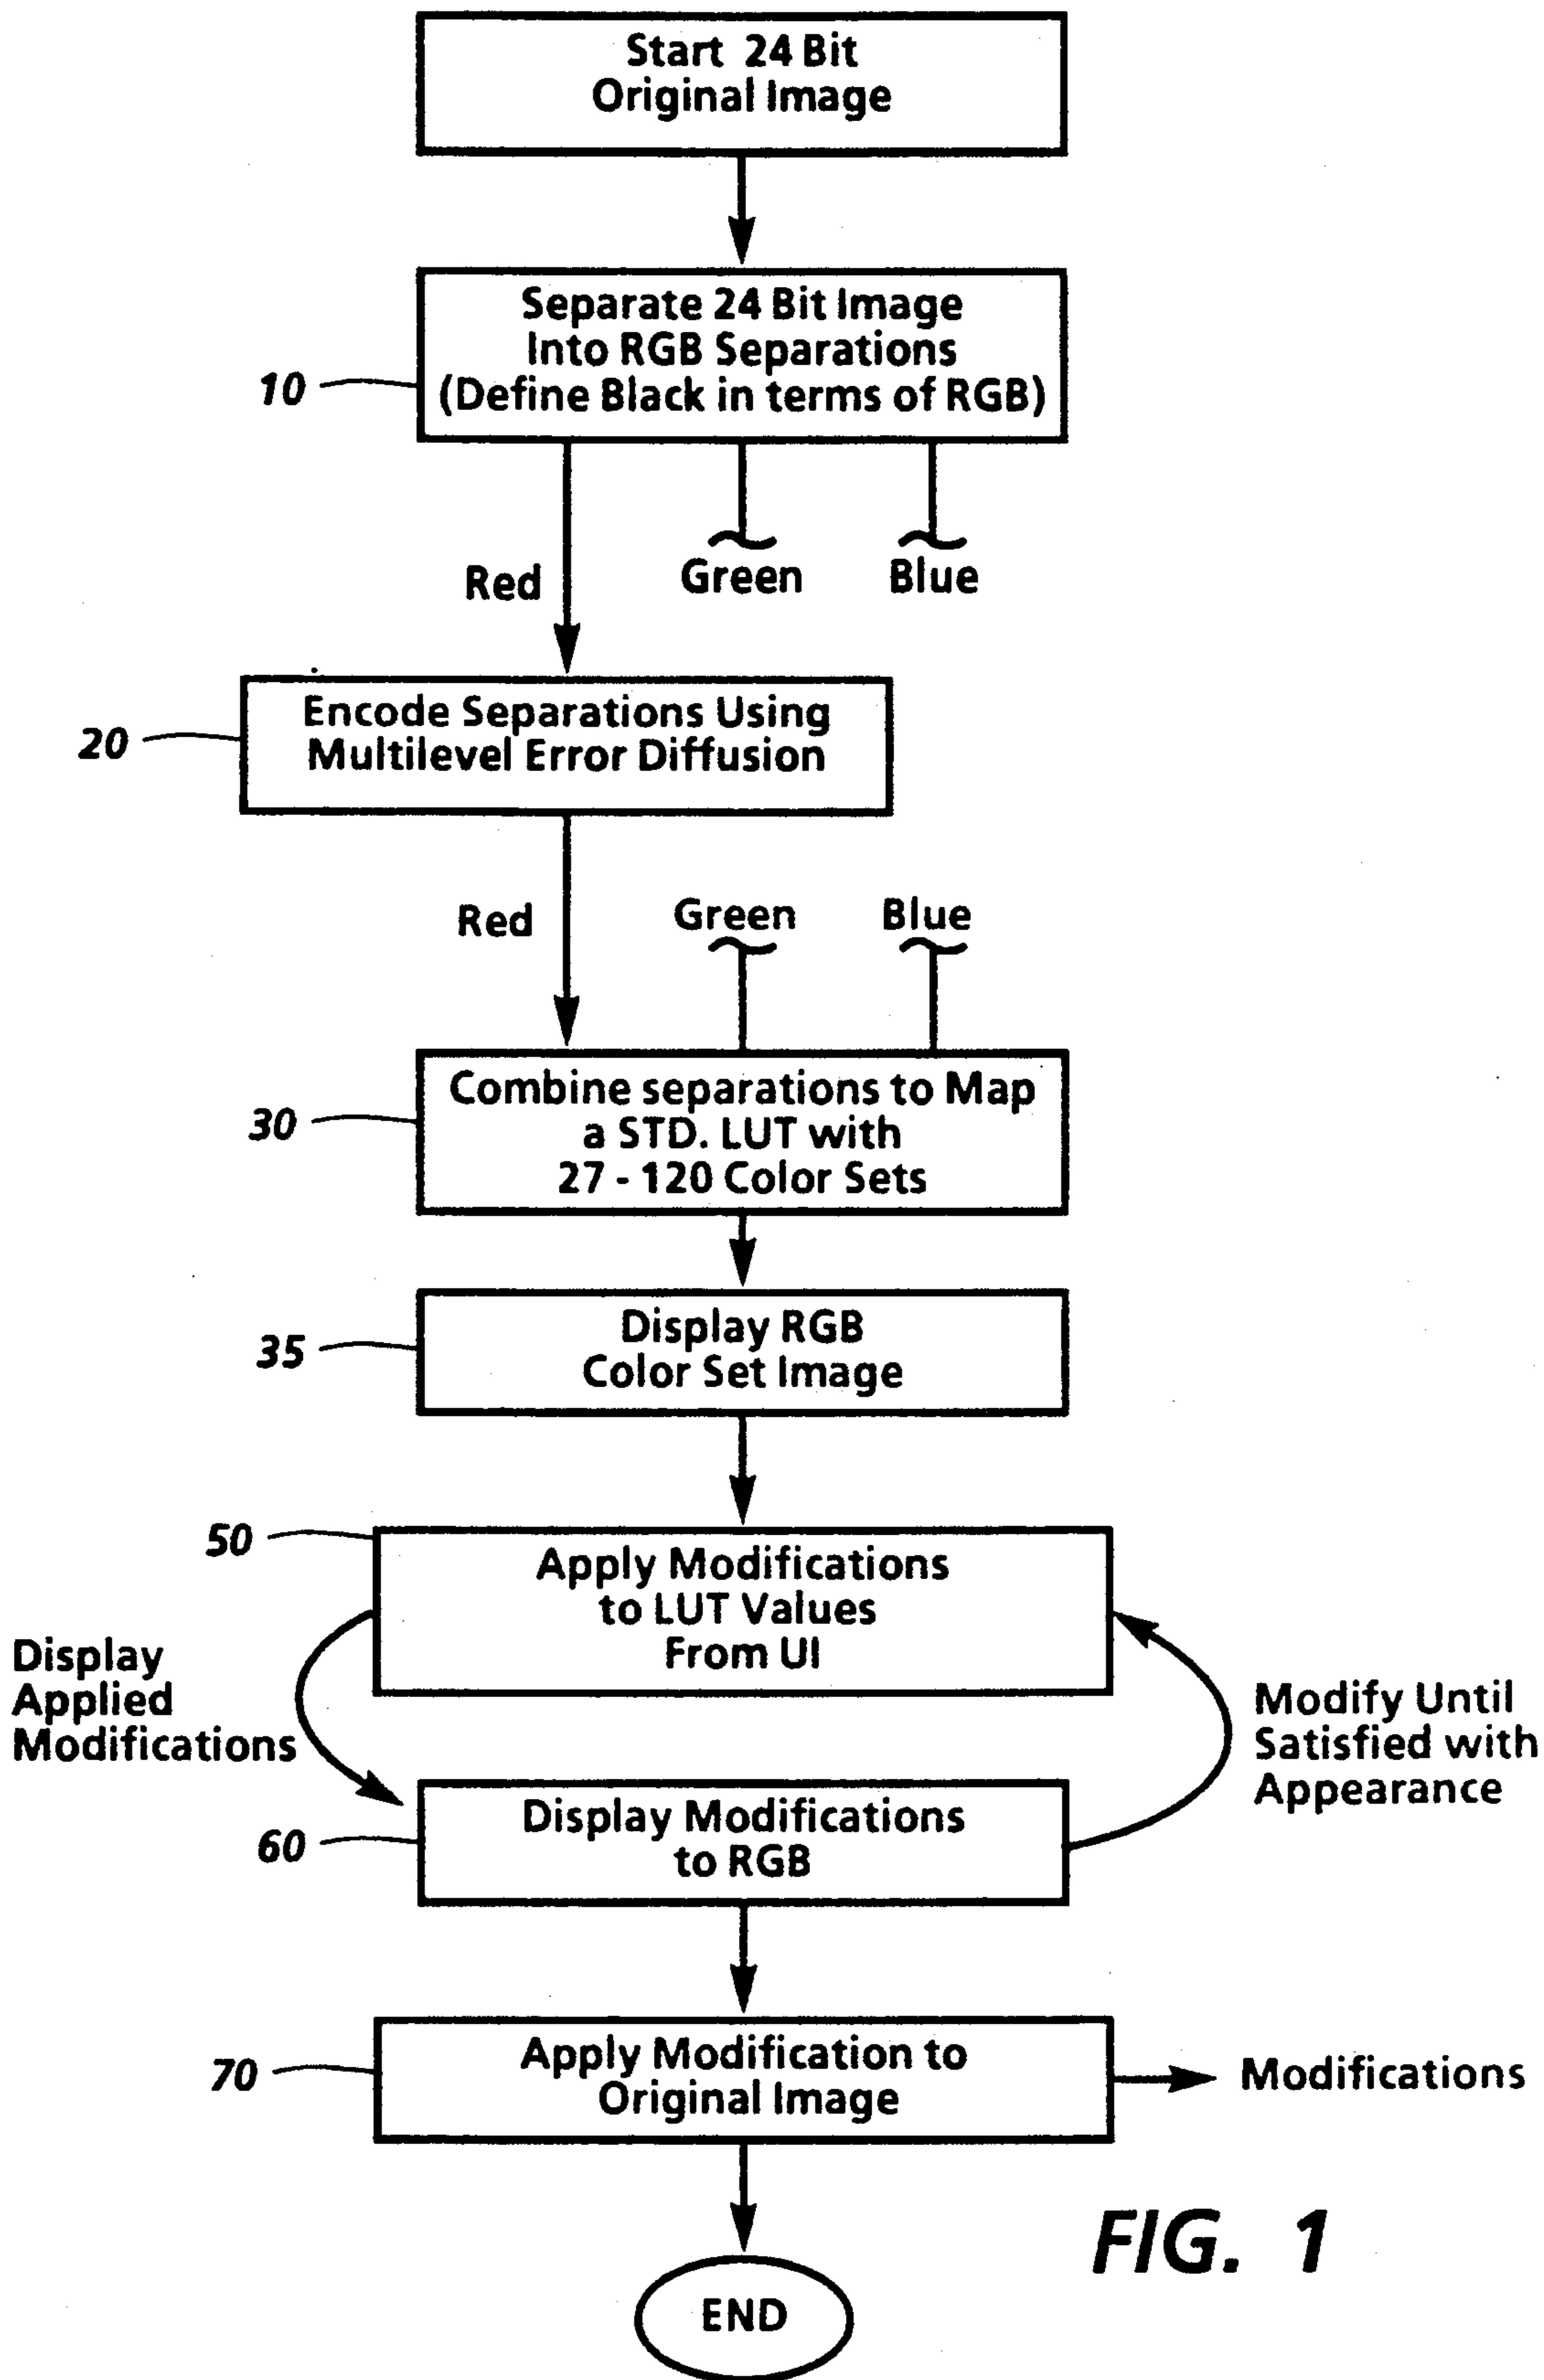 Start 24 Bit
Original Image
Separate 24 Bit Image
Into RGB Separations
(Define Black in terms of RGB)
10
Red
Green
Blue
Encode Separations Using
Multilevel Error Diffusion
20
Red
Green
Blue
Combine separations to Map
a STD. LUT with
27 - 120 Color Sets
30
Display RGB
Color Set Image
35
50
Apply Modifications
to LUT Values
From UI
Display
Applied
Modifications
Modify Until
Satisfied with
Appearance
Display Modifications
to RGB
60
Apply Modification to
Original Image
70
Modifications
FIG. 1
END